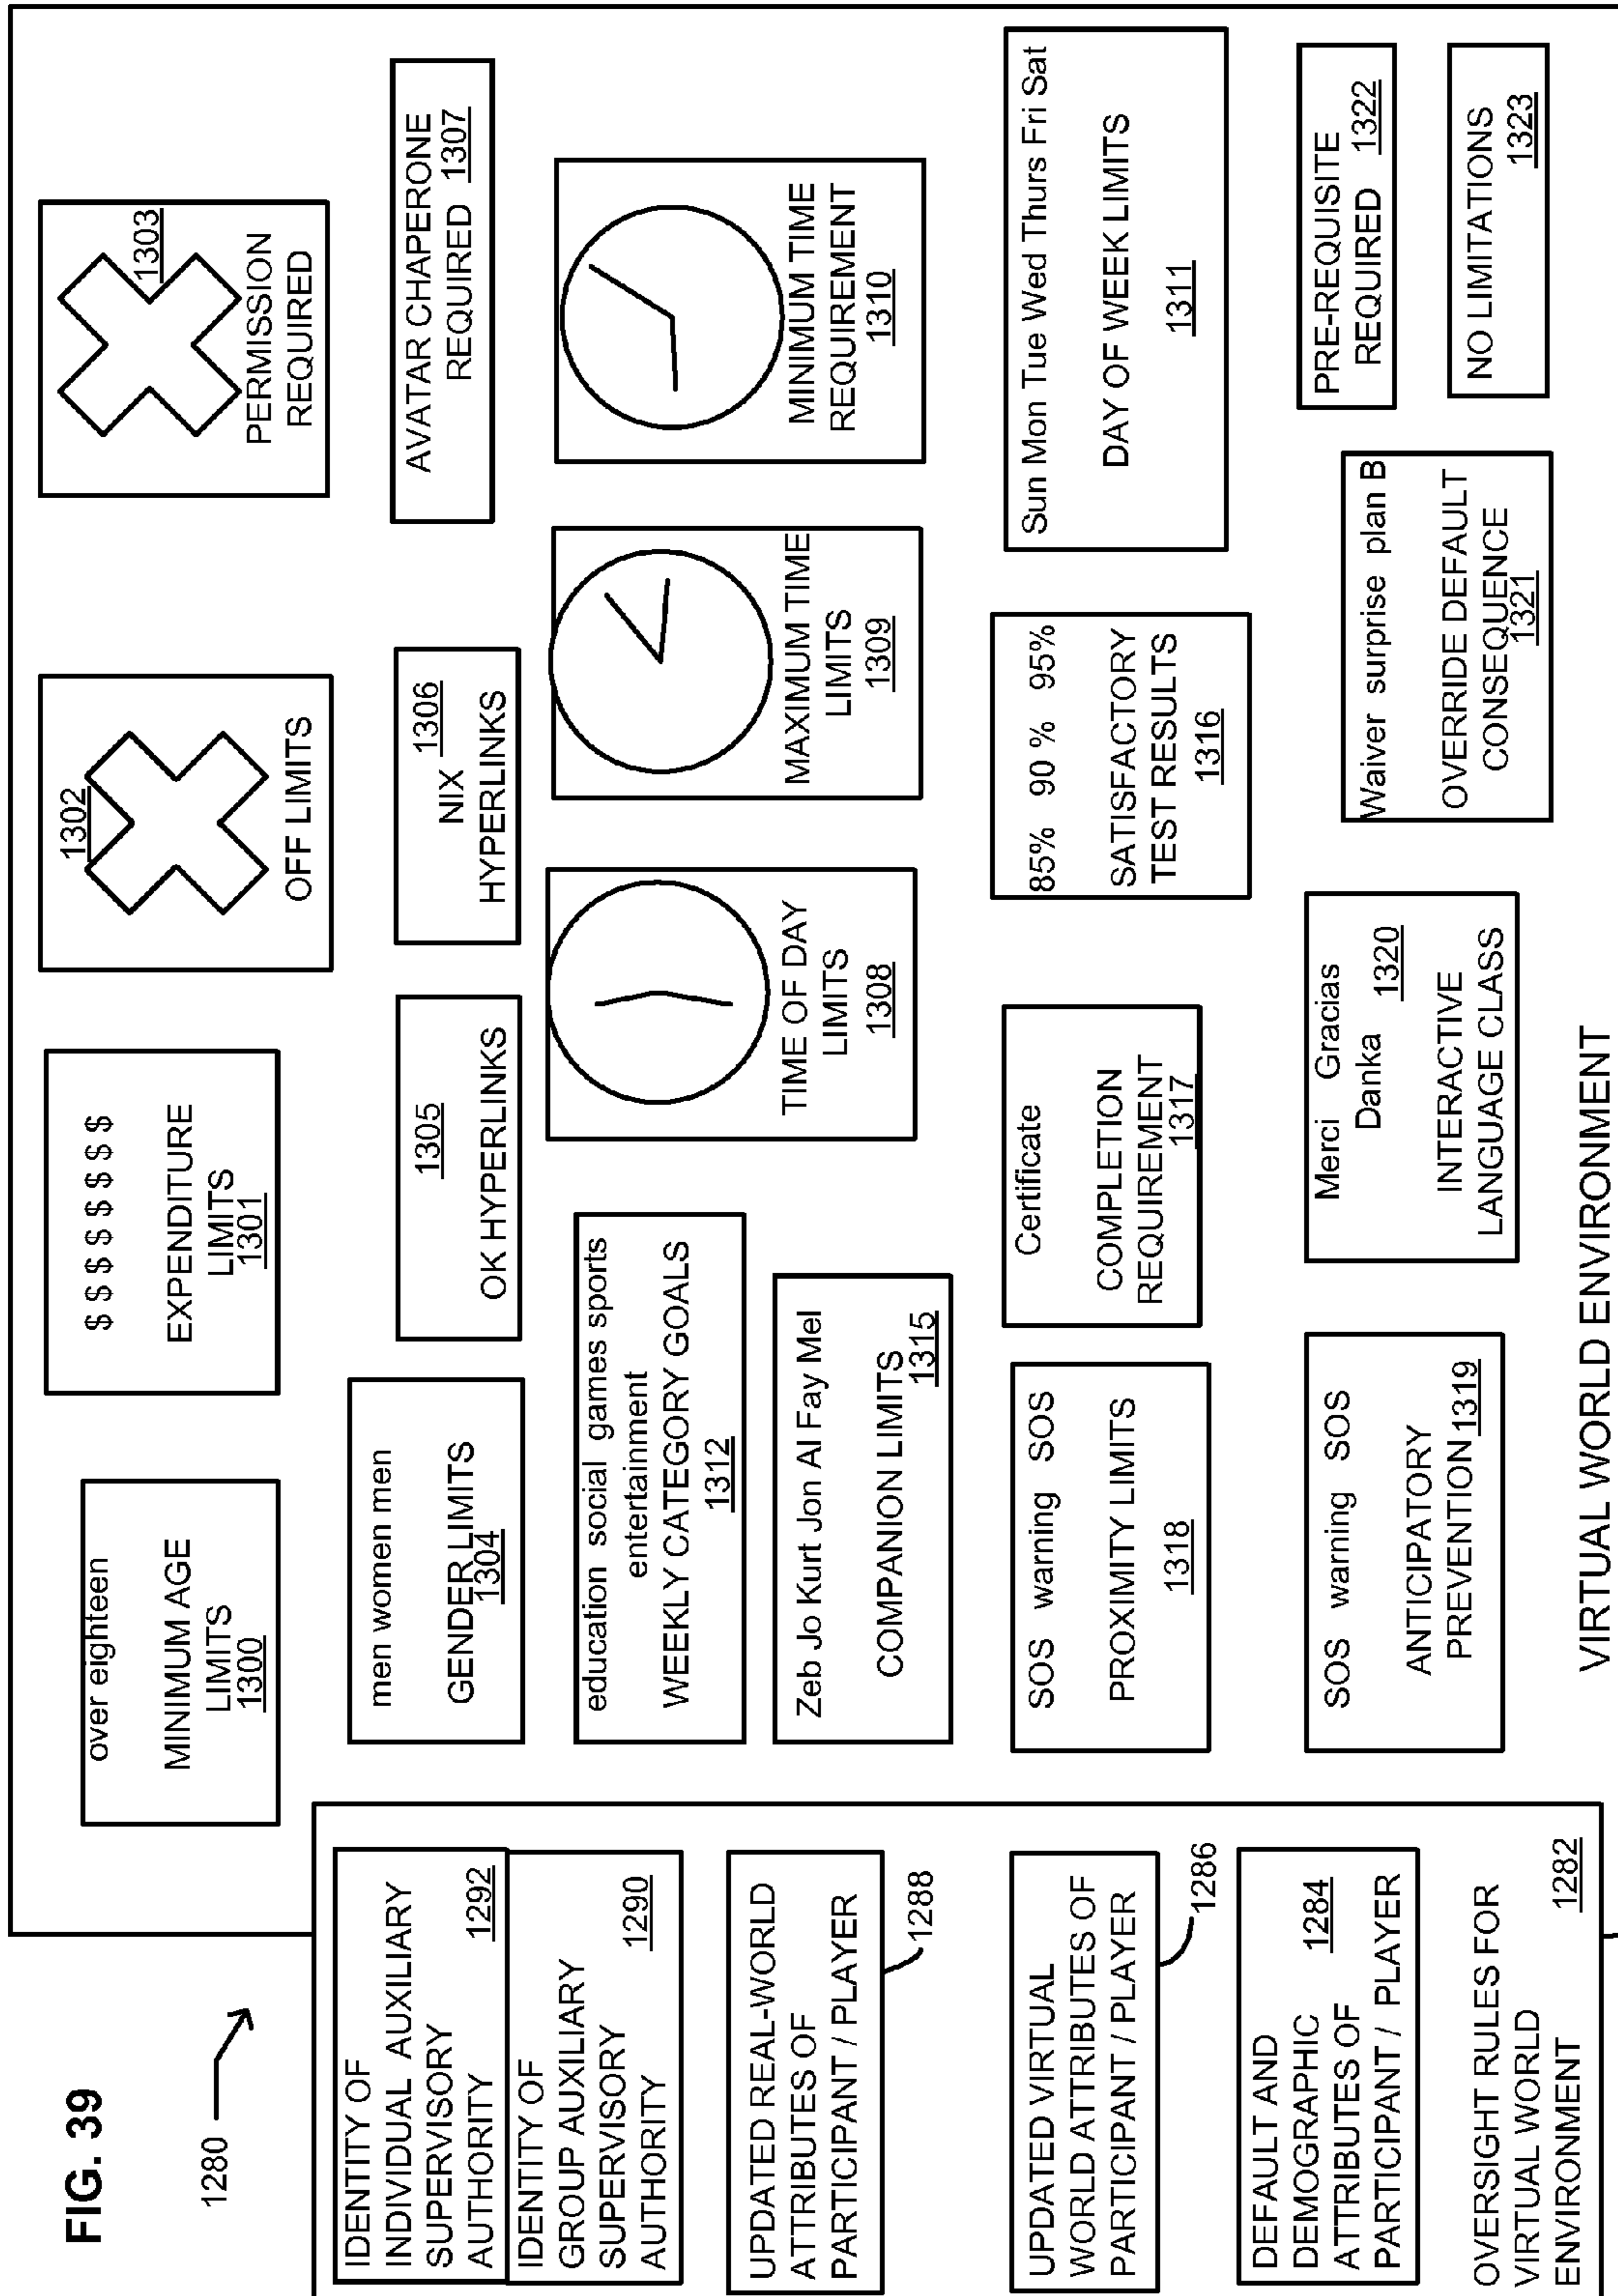 FIG. 39
1280
over eighteen
MINIMUM AGE
LIMITS
1300
$ $ $ $ $ $ $ $
EXPENDITURE
LIMITS
1301
1302
OFF LIMITS
1303
PERMISSION
REQUIRED
men women men
GENDER LIMITS
1304
1305
OK HYPERLINKS
1306
NIX
HYPERLINKS
AVATAR CHAPERONE
REQUIRED 1307
education social games sports
entertainment
WEEKLY CATEGORY GOALS
1312
TIME OF DAY
LIMITS
1308
MAXIMUM TIME
LIMITS
1309
MINIMUM TIME
REQUIREMENT
1310
Zeb Jo Kurt Jon Al Fay Mel
COMPANION LIMITS
1315
SOS warning SOS
PROXIMITY LIMITS
1318
Certificate
COMPLETION
REQUIREMENT
1317
85% 90 % 95%
SATISFACTORY
TEST RESULTS
1316
Sun Mon Tue Wed Thurs Fri Sat
DAY OF WEEK LIMITS
1311
SOS warning SOS
ANTICIPATORY
PREVENTION 1319
Merci Gracias
Danka 1320
INTERACTIVE
LANGUAGE CLASS
Waiver surprise plan B
OVERRIDE DEFAULT
CONSEQUENCE
1321
PRE-REQUISITE
REQUIRED 1322
NO LIMITATIONS
1323
IDENTITY OF
INDIVIDUAL AUXILIARY
SUPERVISORY
AUTHORITY 1292
IDENTITY OF
GROUP AUXILIARY
SUPERVISORY 1290
AUTHORITY
UPDATED REAL-WORLD
ATTRIBUTES OF
PARTICIPANT / PLAYER
1288
UPDATED VIRTUAL
WORLD ATTRIBUTES OF
PARTICIPANT / PLAYER
1286
DEFAULT AND
DEMOGRAPHIC
ATTRIBUTES OF 1284
PARTICIPANT / PLAYER
OVERSIGHT RULES FOR
VIRTUAL WORLD
ENVIRONMENT 1282
VIRTUAL WORLD ENVIRONMENT